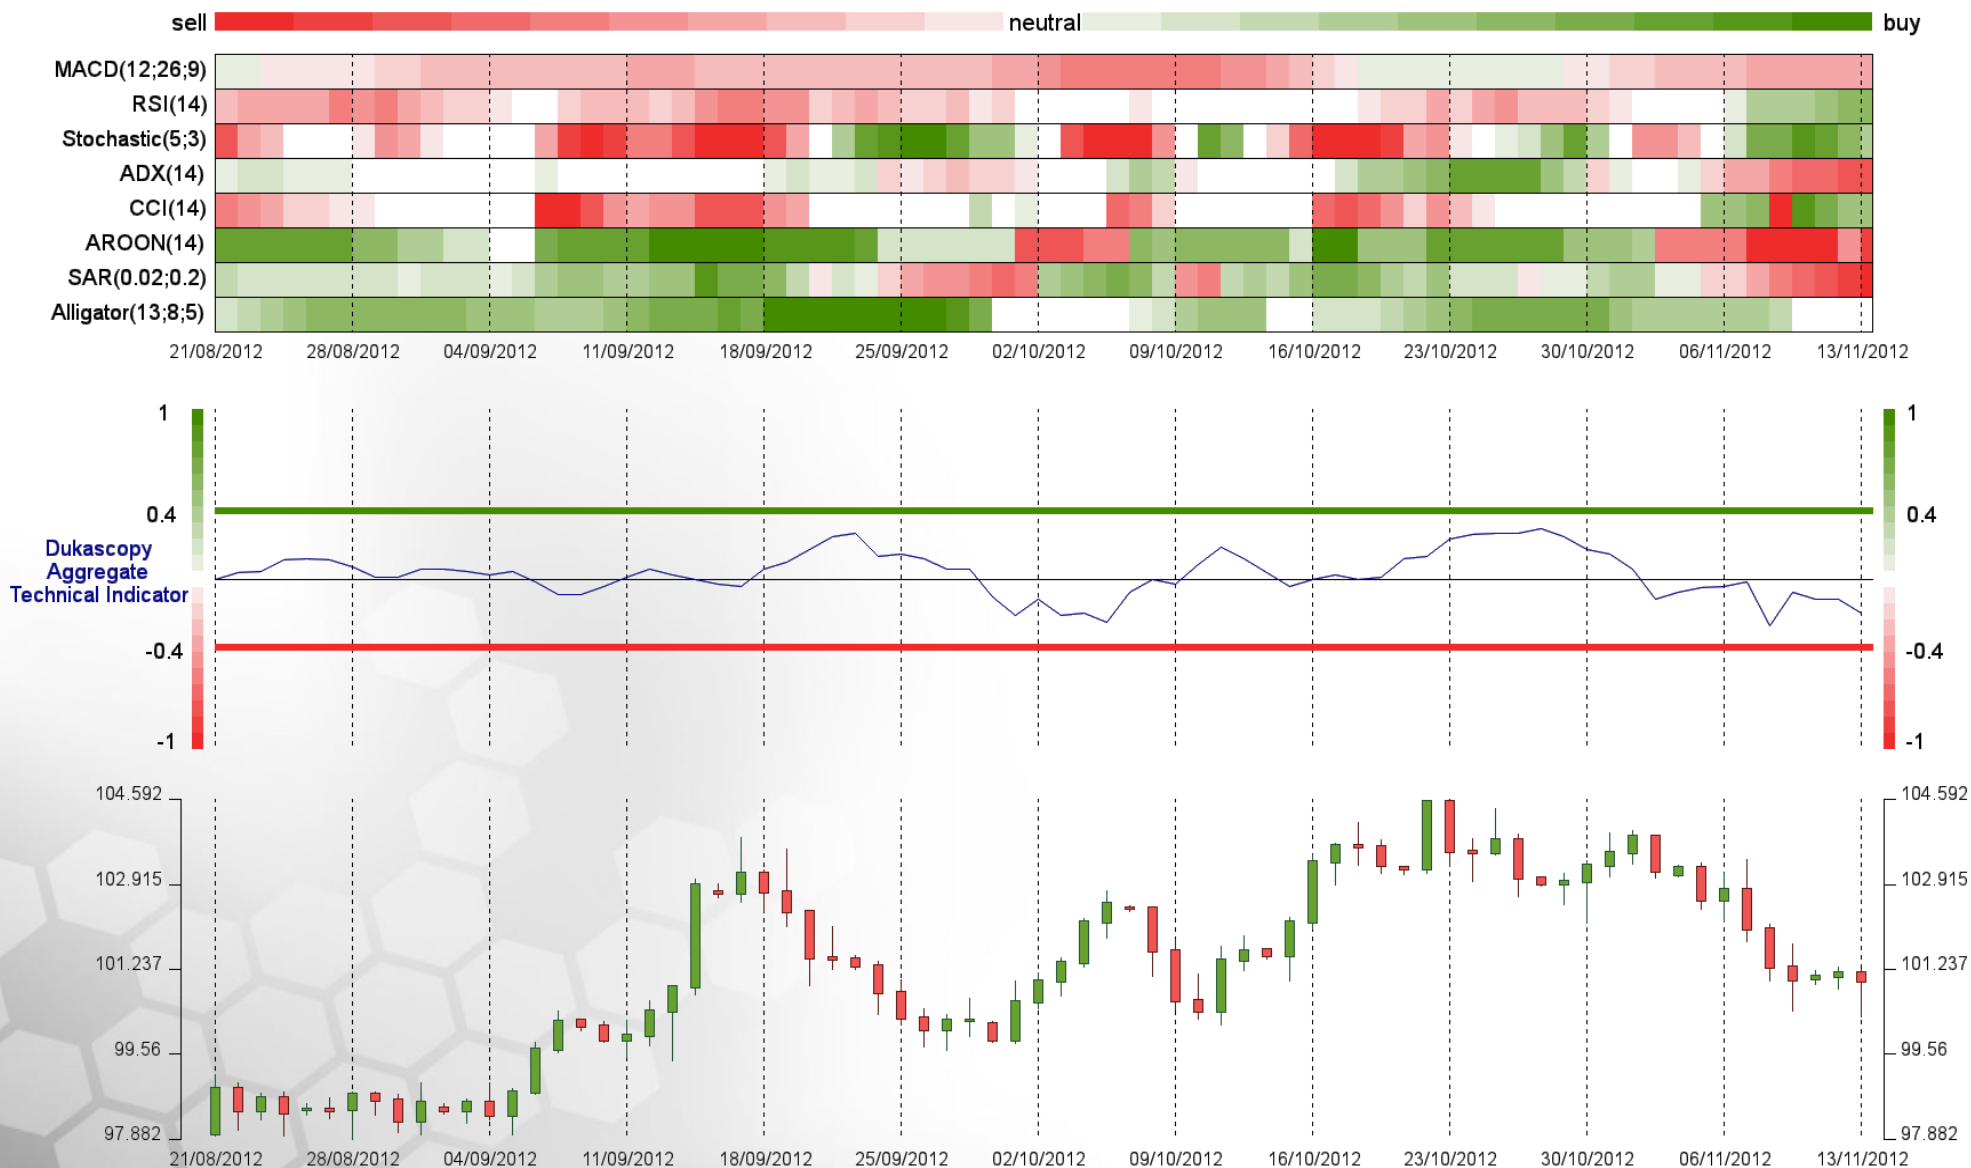 sell neutral buy
MACD(12;26;9)
RSI(14)
Stochastic(5;3)
ADX(14)
CCI(14)
AROON(14)
SAR(0.02;0.2)
Alligator(13;8;5)
21/08/2012 28/08/2012 04/09/2012 11/09/2012 18/09/2012 25/09/2012 02/10/2012 09/10/2012 16/10/2012 23/10/2012 30/10/2012 06/11/2012 13/11/2012
1 1
0.4 0.4
Dukascopy
Aggregate
Technical Indicator
-0.4 -0.4
-1 -1
104.592 104.592
102.915 102.915
101.237 101.237
99.56 99.56
97.882 97.882
21/08/2012 28/08/2012 04/09/2012 11/09/2012 18/09/2012 25/09/2012 02/10/2012 09/10/2012 16/10/2012 23/10/2012 30/10/2012 06/11/2012 13/11/2012